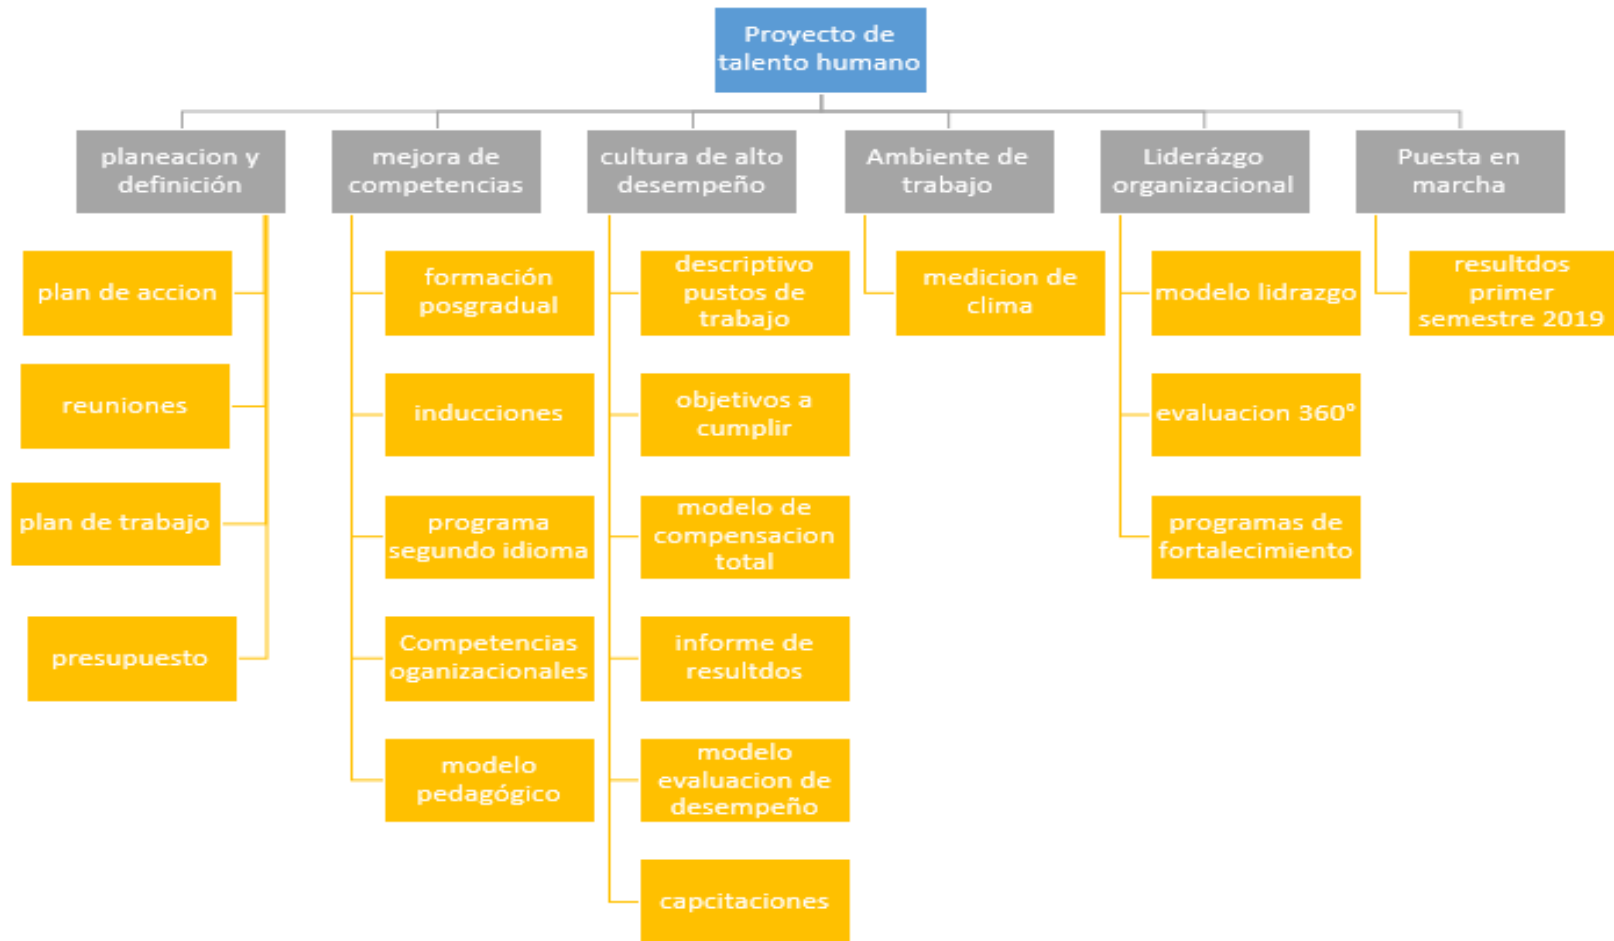 Proyecto de
talento humano
planeacion y
definición
plan de accion
reuniones
plan de trabajo
presupuesto
mejora de
competencias
formación
posgradual
inducciones
programa
segundo idioma
Competencias
oganizacionales
modelo
pedagógico
cultura de alto
desempeño
descriptivo
pustos de
trabajo
objetivos a
cumplir
modelo de
compensacion
total
informe de
resultdos
modelo
evaluacion de
desempeño
capcitaciones
Ambiente de
trabajo
medicion de
clima
Liderázgo
organizacional
modelo lidrazgo
evaluacion 360°
programas de
fortalecimiento
Puesta en
marcha
resultdos
primer
semestre 2019